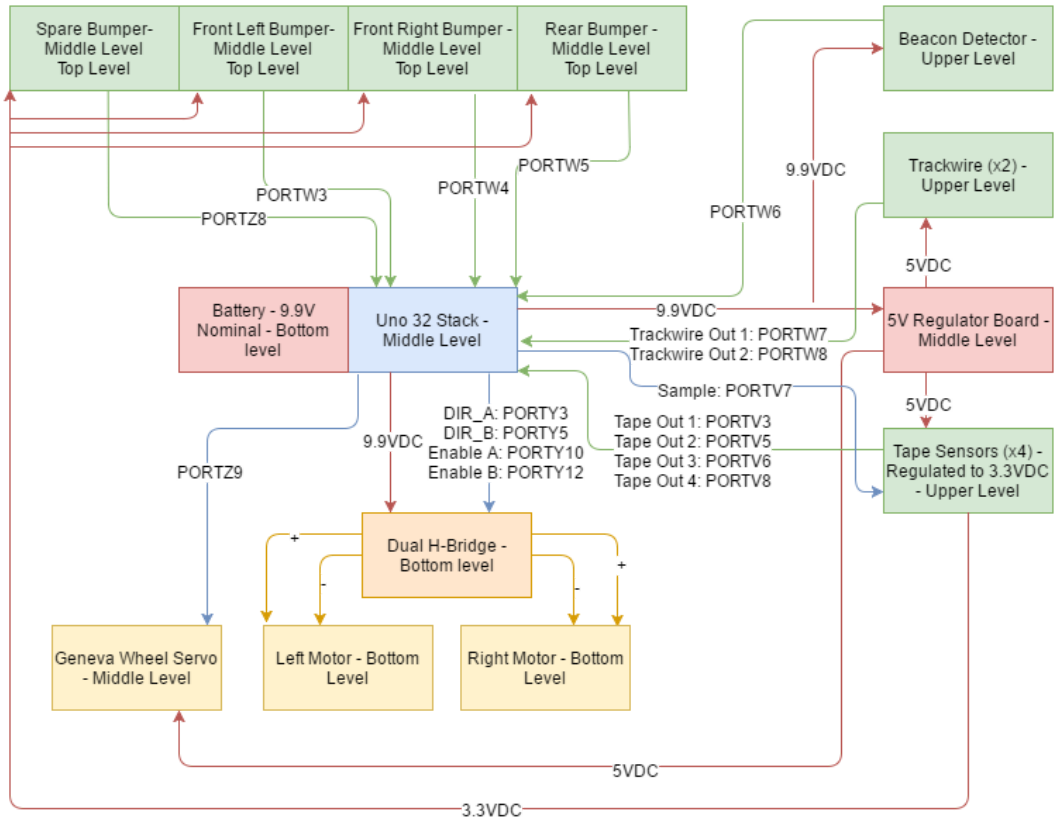 Spare Bumper-
Middle Level
Top Level
Front Left Bumper-
Middle Level
Top Level
Front Right Bumper -
Middle Level
Top Level
Rear Bumper -
Middle Level
Top Level
Beacon Detector -
Upper Level
PORTW5
PORTW4
PORTW3
PORTZ8
9.9VDC
PORTW6
Trackwire (x2) -
Upper Level
5VDC
Battery - 9.9V
Nominal - Bottom
level
Uno 32 Stack -
Middle Level
9.9VDC
5V Regulator Board -
Middle Level
Trackwire Out 1: PORTW7
Trackwire Out 2: PORTW8
Sample: PORTV7
5VDC
DIR_A: PORTY3
DIR_B: PORTY5
Enable A: PORTY10
Enable B: PORTY12
9.9VDC
Tape Out 1: PORTV3
Tape Out 2: PORTV5
Tape Out 3: PORTV6
Tape Out 4: PORTV8
Tape Sensors (x4) -
Regulated to 3.3VDC
- Upper Level
PORTZ9
Dual H-Bridge -
Bottom level
+
-
-
+
Geneva Wheel Servo
- Middle Level
Left Motor - Bottom
Level
Right Motor - Bottom
Level
5VDC
3.3VDC